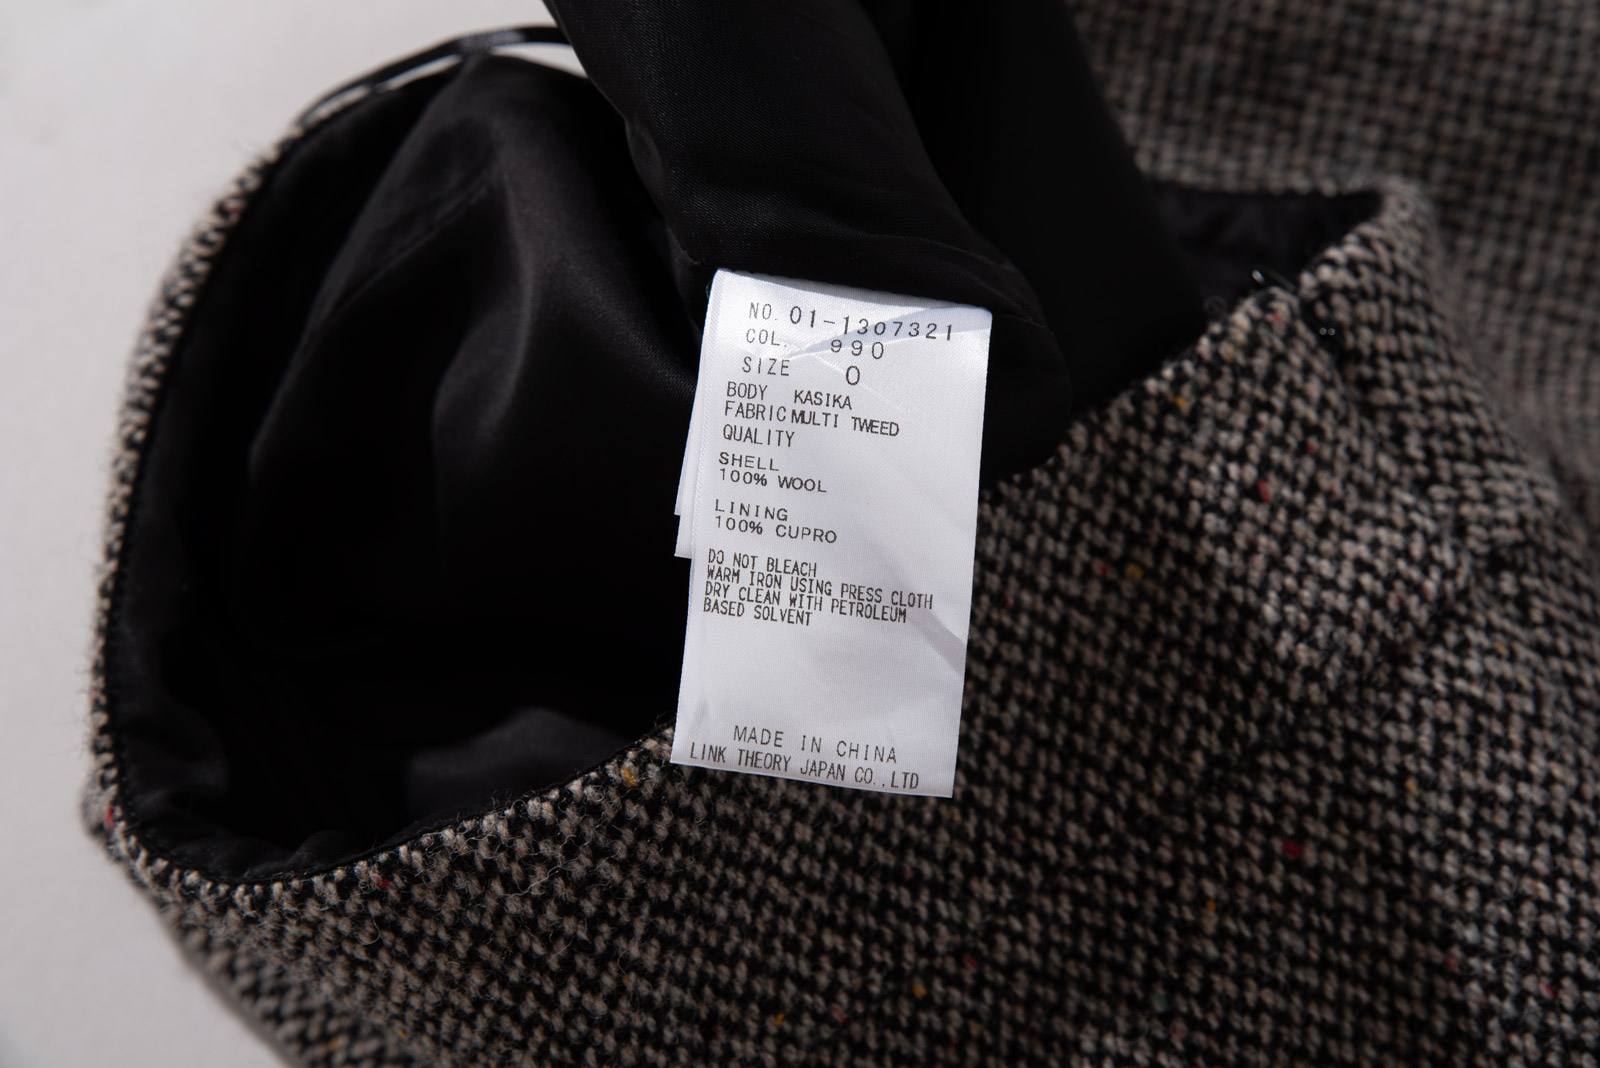 NO. 01-1307321
COL. 990
SIZE 0
BODY KASIKA
FABRIC MULTI TWEED
QUALITY
SHELL
100% WOOL
LINING
100% CUPRO
DO NOT BLEACH
WARM IRON USING PRESS CLOTH
DRY CLEAN WITH PETROLEUM
BASED SOLVENT
MADE IN CHINA
LINK THEORY JAPAN CO.,LTD